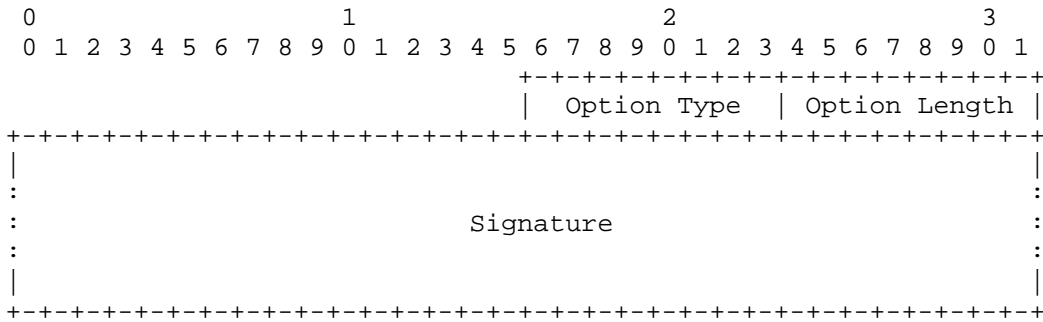 0                   1                   2                   3
0 1 2 3 4 5 6 7 8 9 0 1 2 3 4 5 6 7 8 9 0 1 2 3 4 5 6 7 8 9 0 1
+-+-+-+-+-+-+-+-+-+-+-+-+-+-+-+-+
|  Option Type  | Option Length |
+-+-+-+-+-+-+-+-+-+-+-+-+-+-+-+-+-+-+-+-+-+-+-+-+-+-+-+-+-+-+-+-+
|                                                               |
:                                                               :
:                           Signature                           :
:                                                               :
|                                                               |
+-+-+-+-+-+-+-+-+-+-+-+-+-+-+-+-+-+-+-+-+-+-+-+-+-+-+-+-+-+-+-+-+